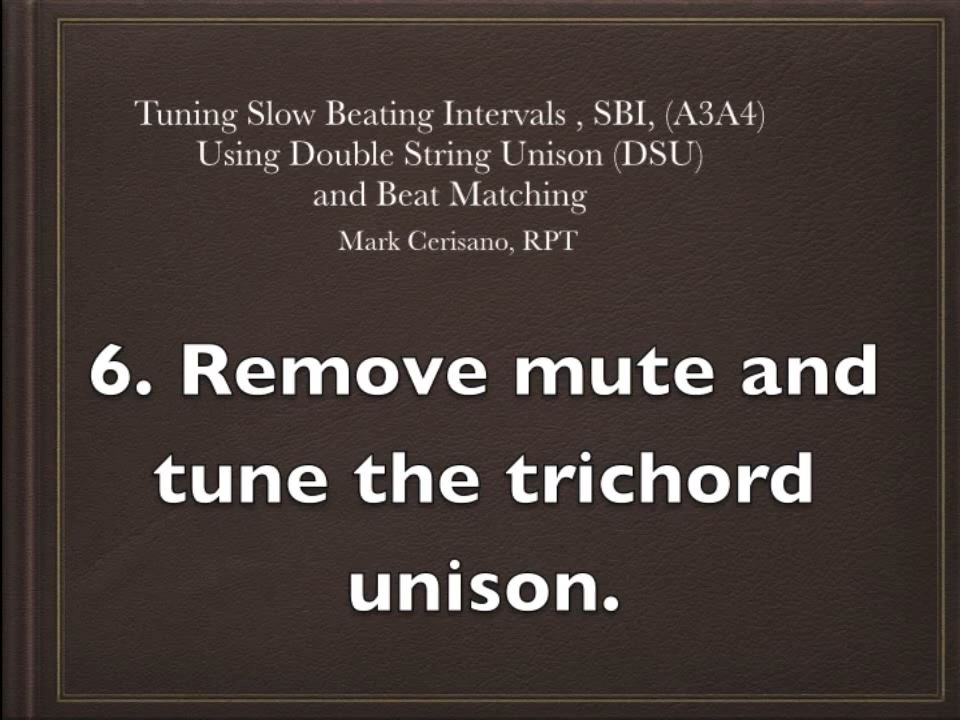 Tuning Slow Beating Intervals , SBI, (A3A4)
Using Double String Unison (DSU)
and Beat Matching
Mark Cerisano, RPT
6. Remove mute and
tune the trichord
unison.